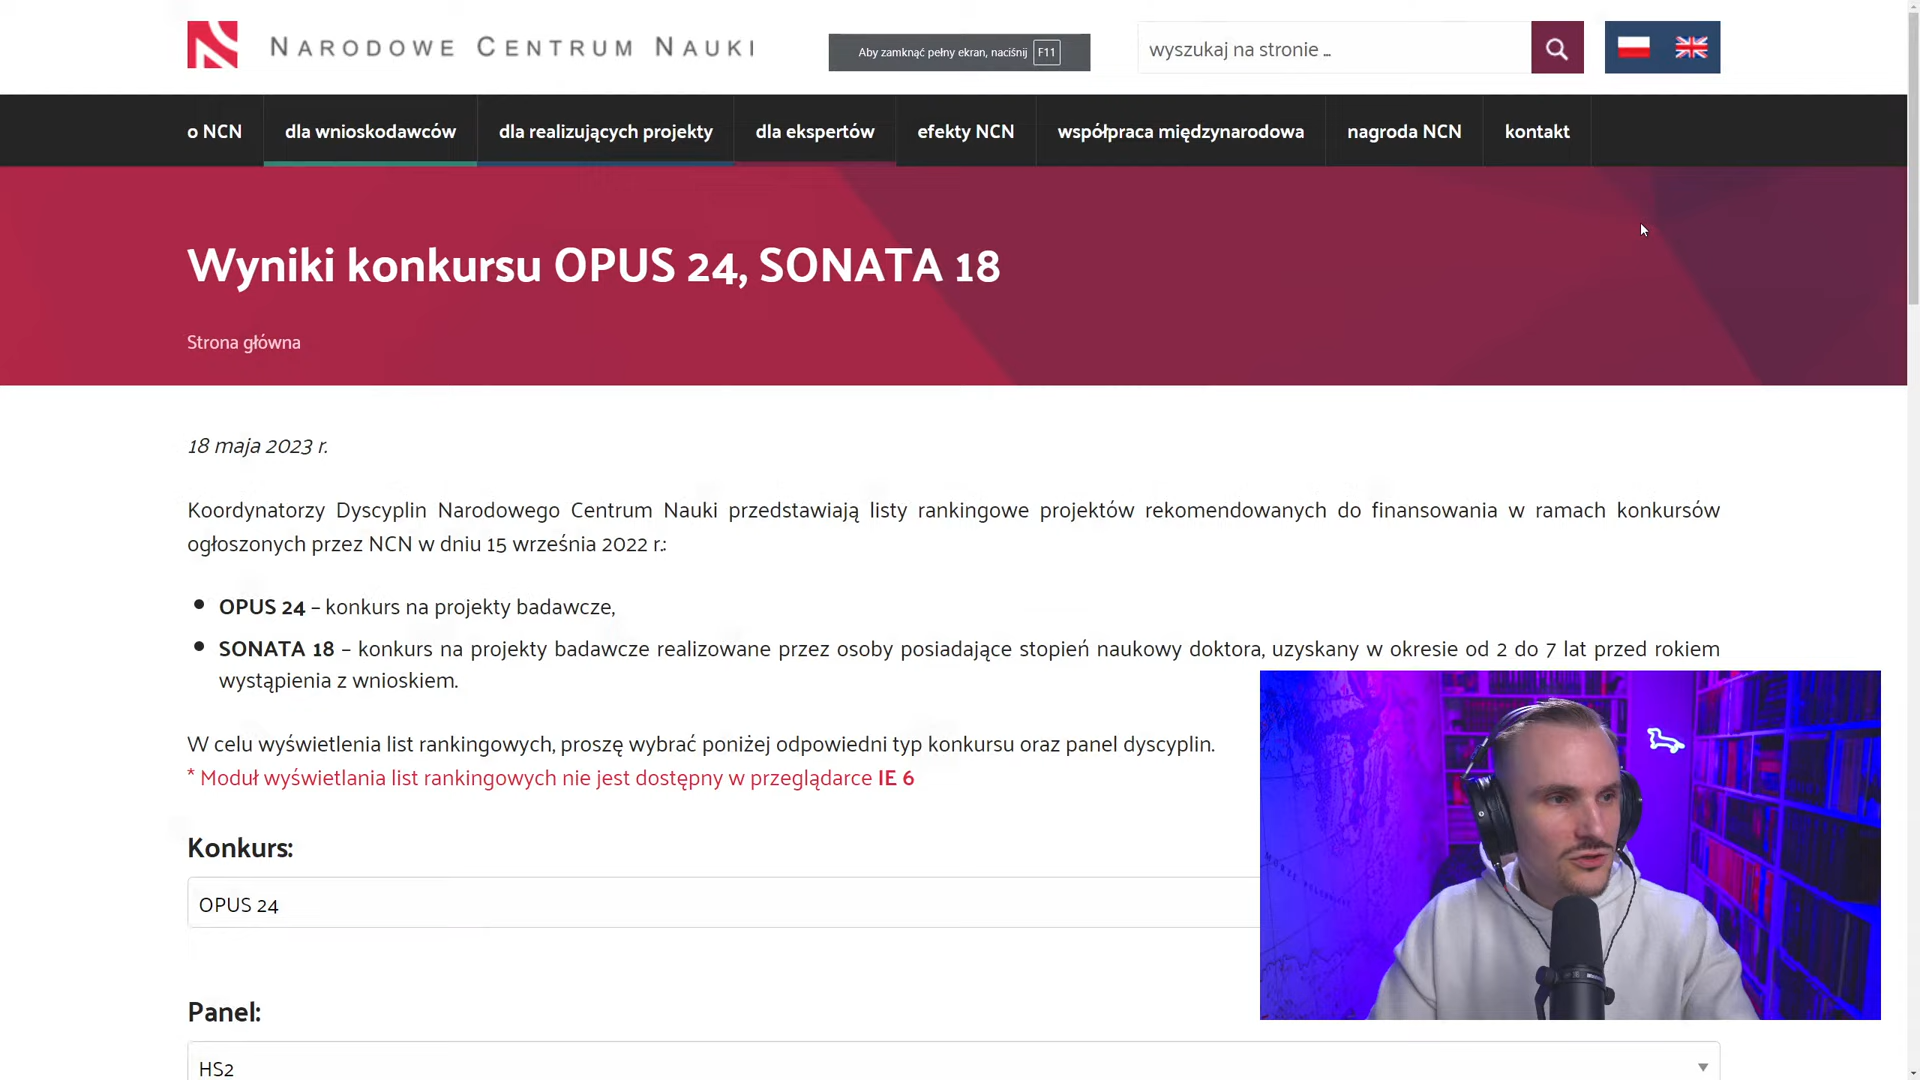 NARODOWE CENTRUM NAUKI
Aby zamknąć pełny ekran, naciśnij F11
wyszukaj na stronie ...
o NCN
dla wnioskodawców
dla realizujących projekty
dla ekspertów
efekty NCN
współpraca międzynarodowa
nagroda NCN
kontakt
Wyniki konkursu OPUS 24, SONATA 18
Strona główna
18 maja 2023 r.
Koordynatorzy Dyscyplin Narodowego Centrum Nauki przedstawiają listy rankingowe projektów rekomendowanych do finansowania w ramach konkursów
ogłoszonych przez NCN w dniu 15 września 2022 r.:
OPUS 24 – konkurs na projekty badawcze,
SONATA 18 – konkurs na projekty badawcze realizowane przez osoby posiadające stopień naukowy doktora, uzyskany w okresie od 2 do 7 lat przed rokiem
wystąpienia z wnioskiem.
W celu wyświetlenia list rankingowych, proszę wybrać poniżej odpowiedni typ konkursu oraz panel dyscyplin.
* Moduł wyświetlania list rankingowych nie jest dostępny w przeglądarce IE 6
Konkurs:
OPUS 24
Panel:
HS2